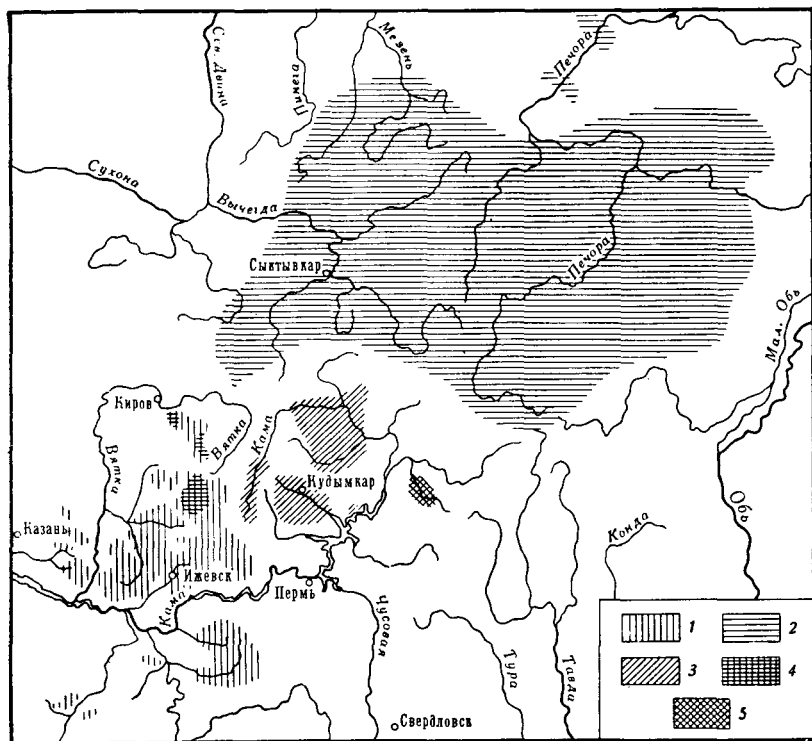 Сев. Двина
Пинега
Мезень
Печора
Сухона
Вычегда
Сыктывкар
Печора
Мал. Обь
Киров
Вятка
Вятка
Кама
Кудымкар
Казань
Ижевск
Кама
Пермь
Чусовая
Конда
Обь
Тура
Тавда
Свердловск
1
2
3
4
5